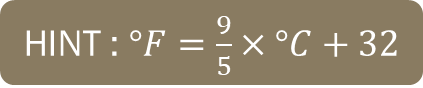 HINT : °F = 9/5 × °C + 32